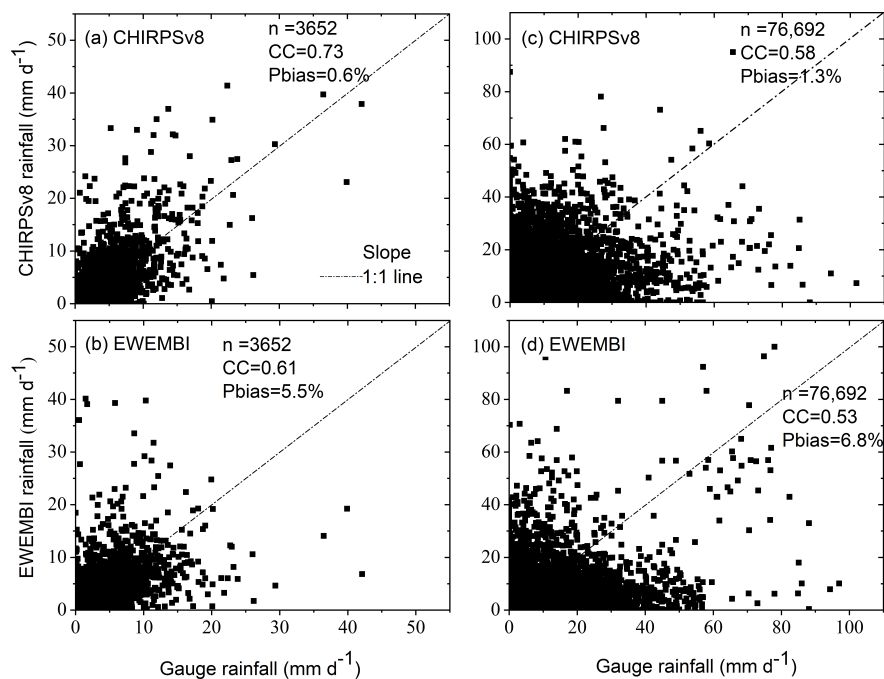 (a) CHIRPSv8
n =3652
CC=0.73
Pbias=0.6%
Slope
1:1 line
CHIRPSv8 rainfall (mm d⁻¹)
50
40
30
20
10
0
(c) CHIRPSv8
n =76,692
CC=0.58
Pbias=1.3%
100
80
60
40
20
0
(b) EWEMBI
n =3652
CC=0.61
Pbias=5.5%
EWEMBI rainfall (mm d⁻¹)
50
40
30
20
10
0
0 10 20 30 40 50
Gauge rainfall (mm d⁻¹)
(d) EWEMBI
n =76,692
CC=0.53
Pbias=6.8%
100
80
60
40
20
0
0 20 40 60 80 100
Gauge rainfall (mm d⁻¹)